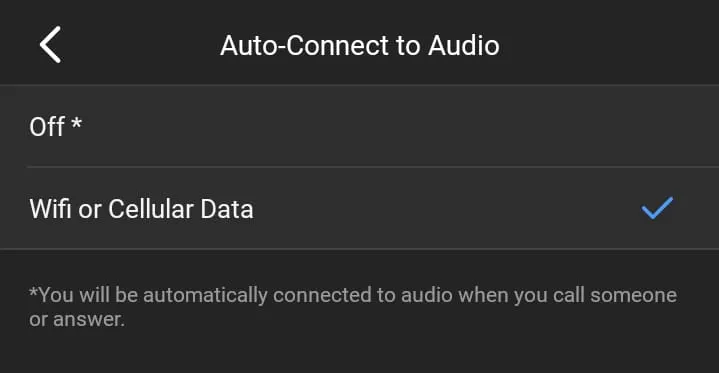 Auto-Connect to Audio
Off *
Wifi or Cellular Data
*You will be automatically connected to audio when you call someone
or answer.